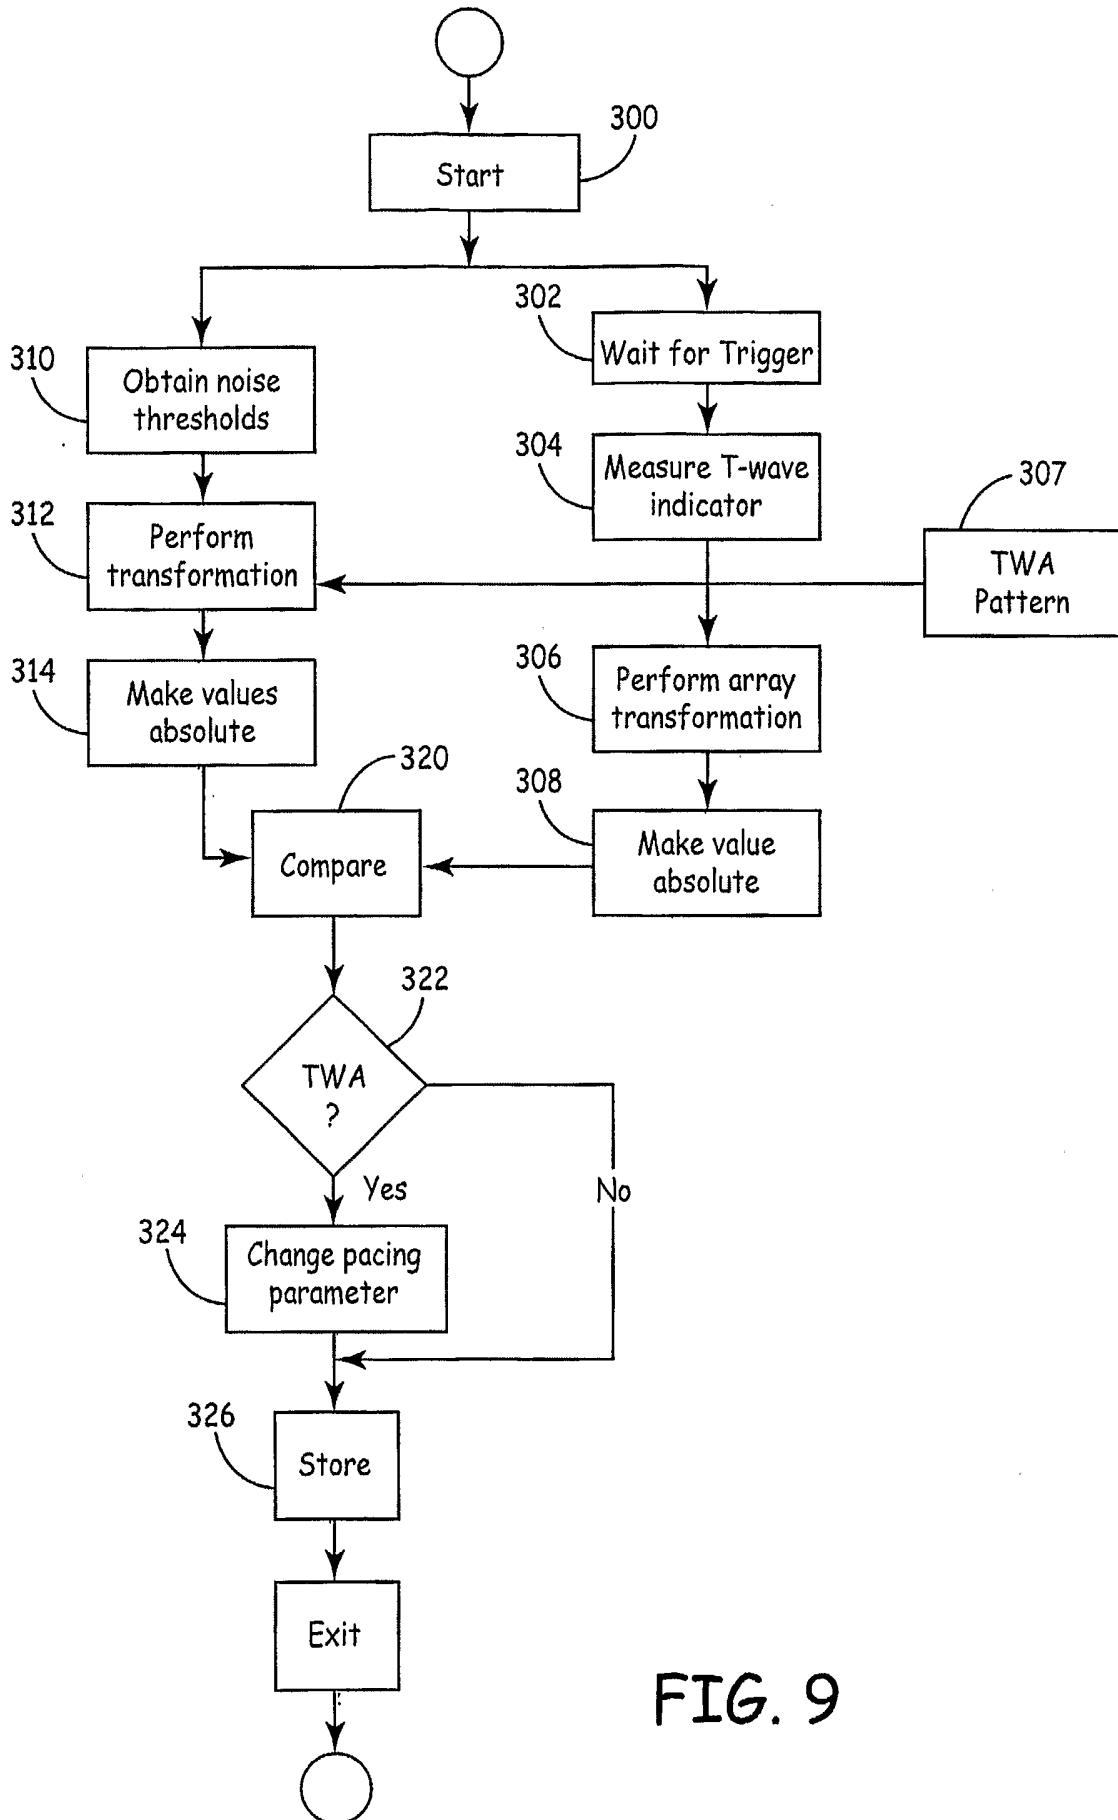 300
Start
302
Wait for Trigger
310
Obtain noise
thresholds
304
Measure T-wave
indicator
307
TWA
Pattern
312
Perform
transformation
306
Perform array
transformation
314
Make values
absolute
320
Compare
308
Make value
absolute
322
TWA
?
Yes
No
324
Change pacing
parameter
326
Store
Exit
FIG. 9